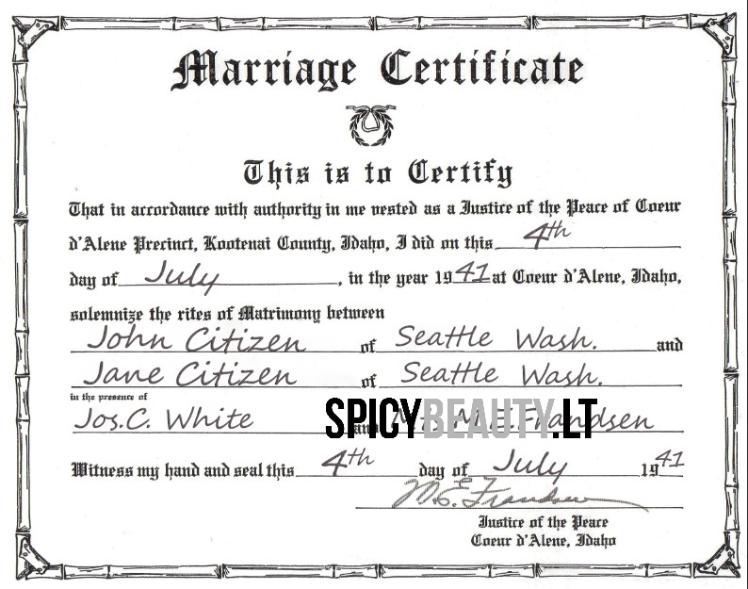 Marriage Certificate
This is to Certify
That in accordance with authority in me vested as a Justice of the Peace of Coeur
d'Alene Precinct, Kootenai County, Idaho, I did on this 4th
day of July, in the year 1941 at Coeur d'Alene, Idaho,
solemnize the rites of Matrimony between
John Citizen of Seattle Wash. and
Jane Citizen of Seattle Wash.
in the presence of
Jos.C. White and M.E. Frandsen
SPICYBEAUTY.LT
Witness my hand and seal this 4th day of July 1941
M.E. Frandsen
Justice of the Peace
Coeur d'Alene, Idaho